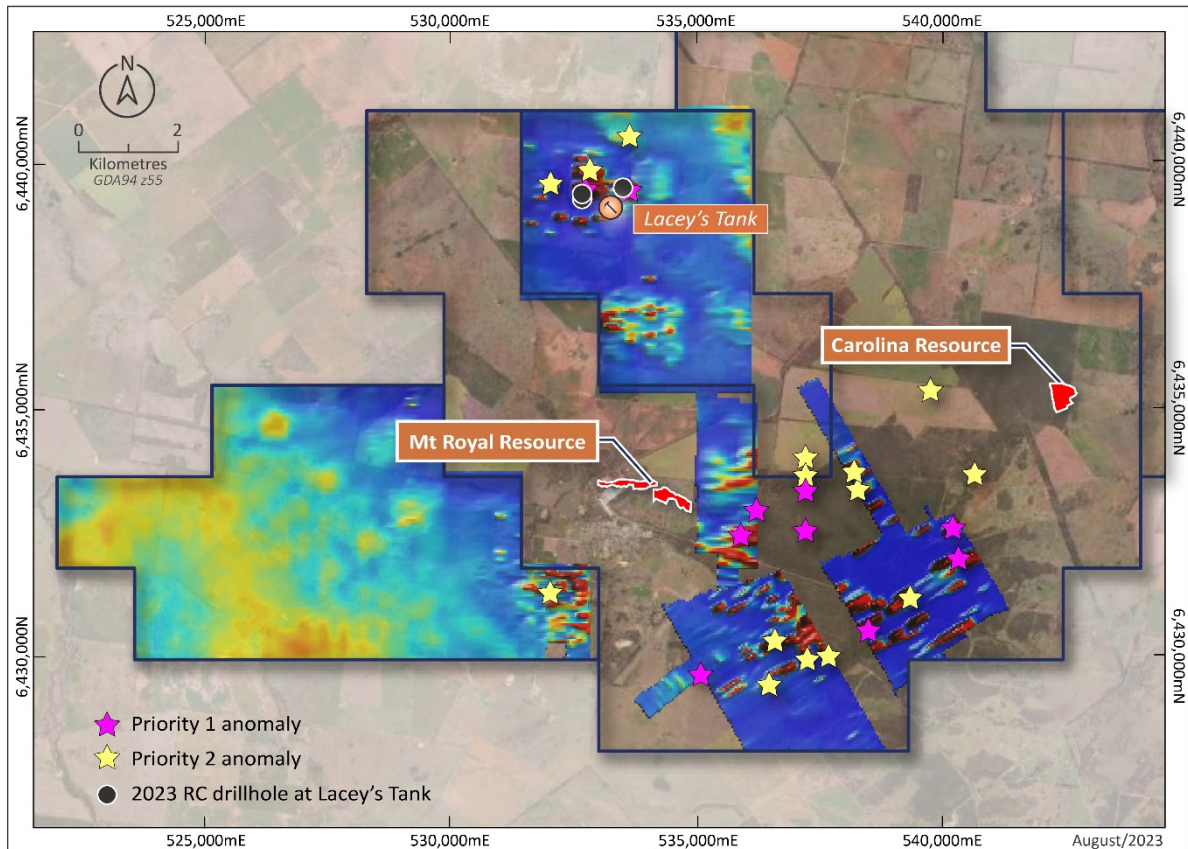 525,000mE
530,000mE
535,000mE
540,000mE
N
0
2
Kilometres
GDA94 z55
6,440,000mN
6,440,000mN
Lacey's Tank
Carolina Resource
6,435,000mN
6,435,000mN
Mt Royal Resource
6,430,000mN
6,430,000mN
Priority 1 anomaly
Priority 2 anomaly
2023 RC drillhole at Lacey's Tank
525,000mE
530,000mE
535,000mE
540,000mE
August/2023